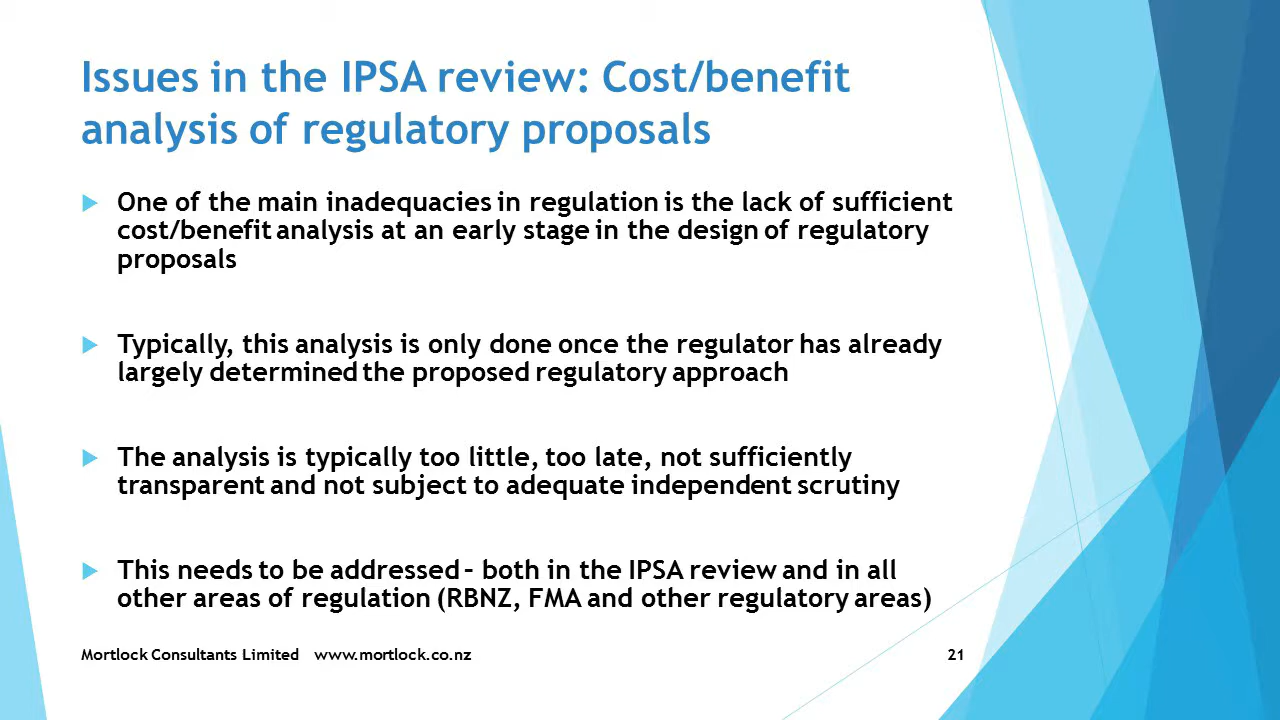 Issues in the IPSA review: Cost/benefit
analysis of regulatory proposals
One of the main inadequacies in regulation is the lack of sufficient
cost/benefit analysis at an early stage in the design of regulatory
proposals
Typically, this analysis is only done once the regulator has already
largely determined the proposed regulatory approach
The analysis is typically too little, too late, not sufficiently
transparent and not subject to adequate independent scrutiny
This needs to be addressed – both in the IPSA review and in all
other areas of regulation (RBNZ, FMA and other regulatory areas)
Mortlock Consultants Limited www.mortlock.co.nz 21